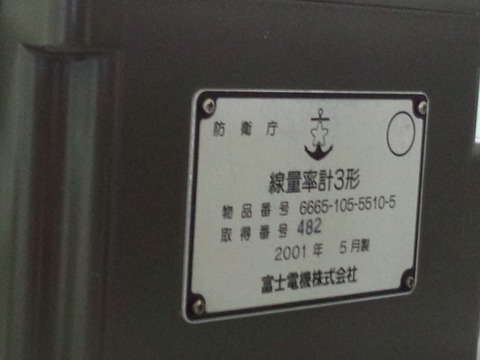 防衛庁
線量率計3形
物品番号 6665-105-5510-5
取得番号 482
2001年 5月製
富士電機株式会社